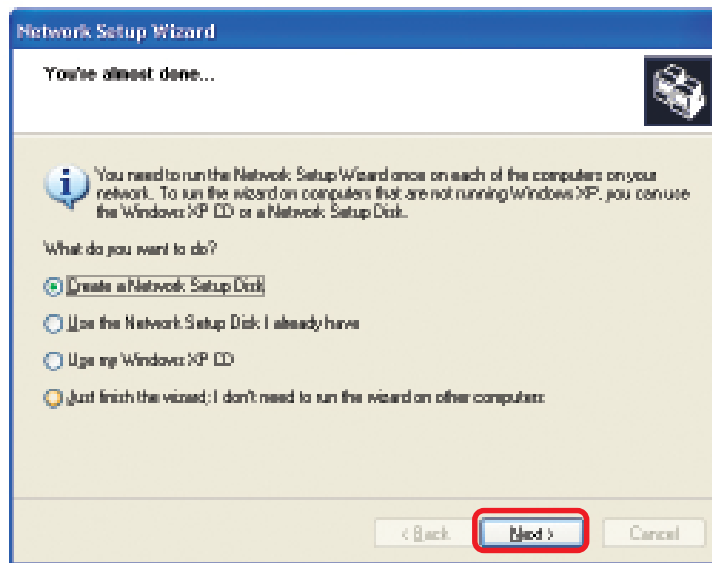 Network Setup Wizard
You're almost done...
You need to run the Network Setup Wizard once on each of the computers on your
network. To run the wizard on computers that are not running Windows XP, you can use
the Windows XP CD or a Network Setup Disk.
What do you want to do?
Create a Network Setup Disk
Use the Network Setup Disk I already have
Use my Windows XP CD
Just finish the wizard; I don't need to run the wizard on other computers
< Back
Next >
Cancel